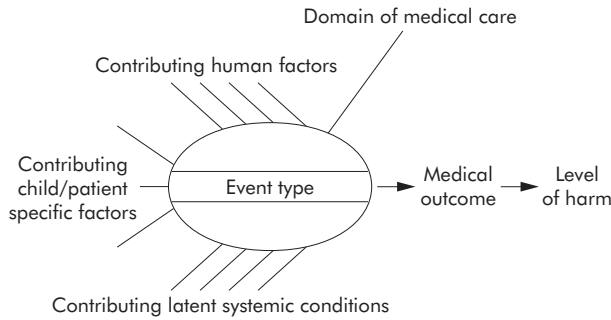 Domain of medical care
Contributing human factors
Contributing
child/patient
specific factors
Event type
Medical
outcome
Level
of harm
Contributing latent systemic conditions